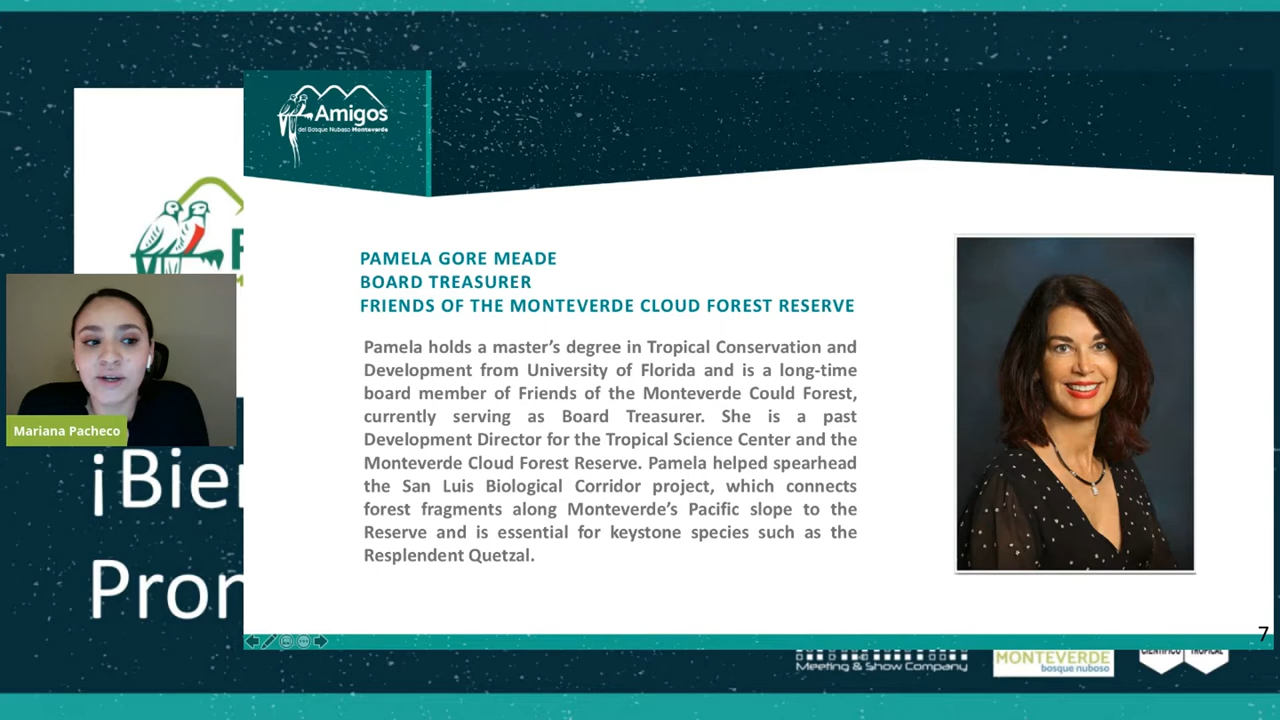 Amigos
del Bosque Nuboso Monteverde
PAMELA GORE MEADE
BOARD TREASURER
FRIENDS OF THE MONTEVERDE CLOUD FOREST RESERVE
Pamela holds a master's degree in Tropical Conservation and
Development from University of Florida and is a long-time
board member of Friends of the Monteverde Could Forest,
currently serving as Board Treasurer. She is a past
Development Director for the Tropical Science Center and the
Monteverde Cloud Forest Reserve. Pamela helped spearhead
the San Luis Biological Corridor project, which connects
forest fragments along Monteverde's Pacific slope to the
Reserve and is essential for keystone species such as the
Resplendent Quetzal.
Mariana Pacheco
¡Bien
Pron
7
Meeting & Show Company
MONTEVERDE
bosque nuboso
CIENTÍFICO TROPICAL